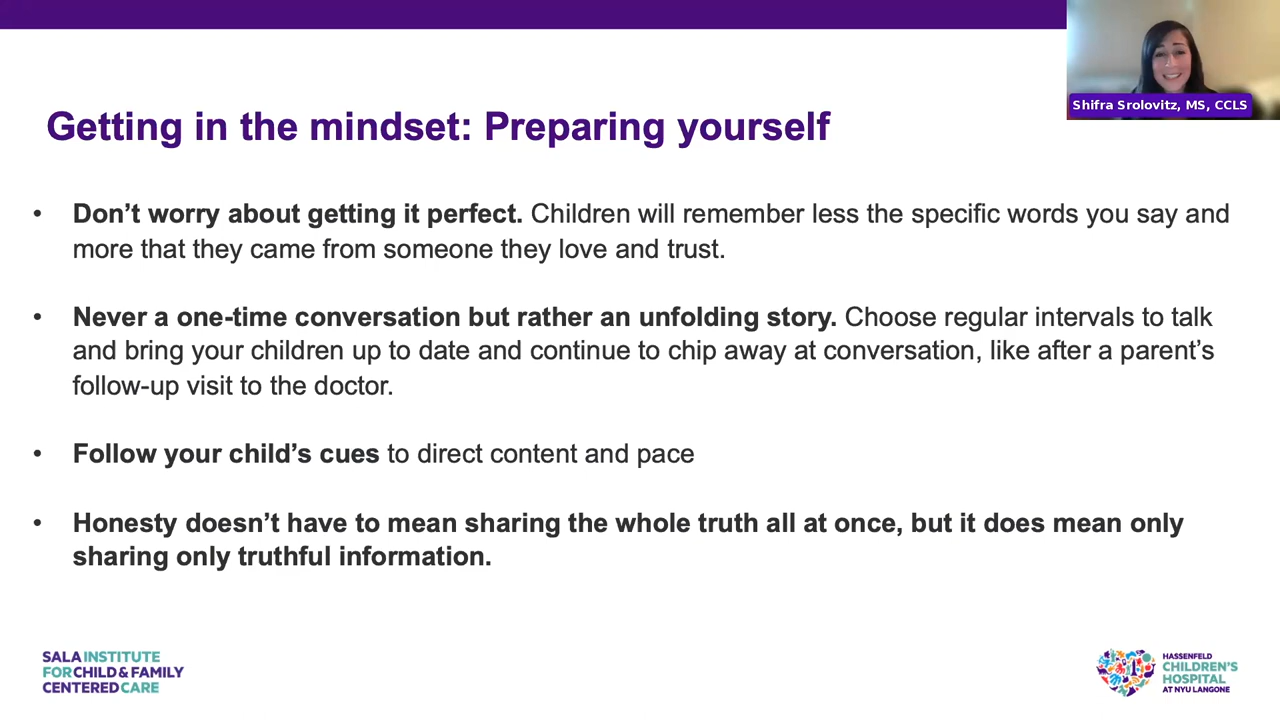 Shifra Srolovitz, MS, CCLS
Getting in the mindset: Preparing yourself
• Don’t worry about getting it perfect. Children will remember less the specific words you say and
more that they came from someone they love and trust.
• Never a one-time conversation but rather an unfolding story. Choose regular intervals to talk
and bring your children up to date and continue to chip away at conversation, like after a parent’s
follow-up visit to the doctor.
• Follow your child’s cues to direct content and pace
• Honesty doesn’t have to mean sharing the whole truth all at once, but it does mean only
sharing only truthful information.
SALA INSTITUTE
FOR CHILD & FAMILY
CENTERED CARE
HASSENFELD
CHILDREN’S
HOSPITAL
AT NYU LANGONE